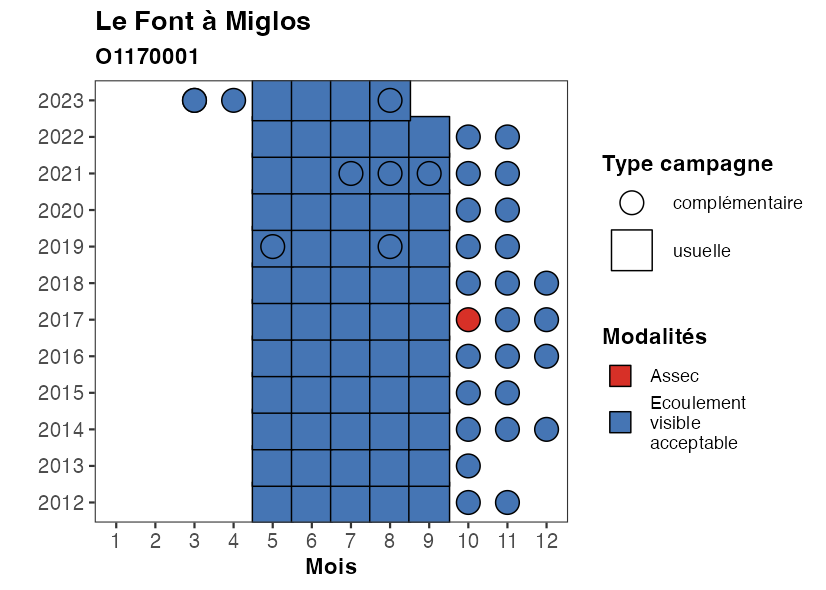 Le Font à Miglos
O1170001
2023
2022
2021
2020
2019
2018
2017
2016
2015
2014
2013
2012
1 2 3 4 5 6 7 8 9 10 11 12
Mois
Type campagne
complémentaire
usuelle
Modalités
Assec
Ecoulement
visible
acceptable